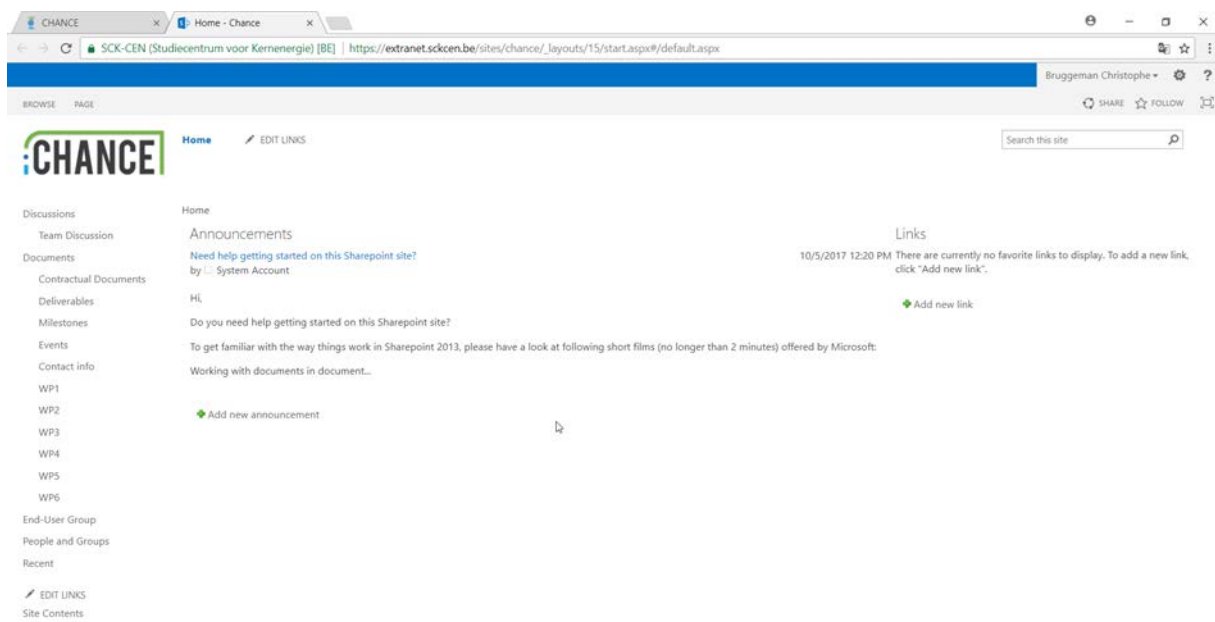 CHANCE
Home - Chance
SCK-CEN (Studiecentrum voor Kernenergie) [BE] | https://extranet.sckcen.be/sites/chance/_layouts/15/start.aspx#/default.aspx
Bruggeman Christophe
?
BROWSE PAGE
SHARE FOLLOW
CHANCE
Home EDIT LINKS
Search this site
Discussions
Team Discussion
Documents
Contractual Documents
Deliverables
Milestones
Events
Contact info
WP1
WP2
WP3
WP4
WP5
WP6
End-User Group
People and Groups
Recent
EDIT LINKS
Site Contents
Home
Announcements
Need help getting started on this Sharepoint site?
10/5/2017 12:20 PM
by System Account
Hi,
Do you need help getting started on this Sharepoint site?
To get familiar with the way things work in Sharepoint 2013, please have a look at following short films (no longer than 2 minutes) offered by Microsoft:
Working with documents in document...
Add new announcement
Links
There are currently no favorite links to display. To add a new link,
click "Add new link".
Add new link